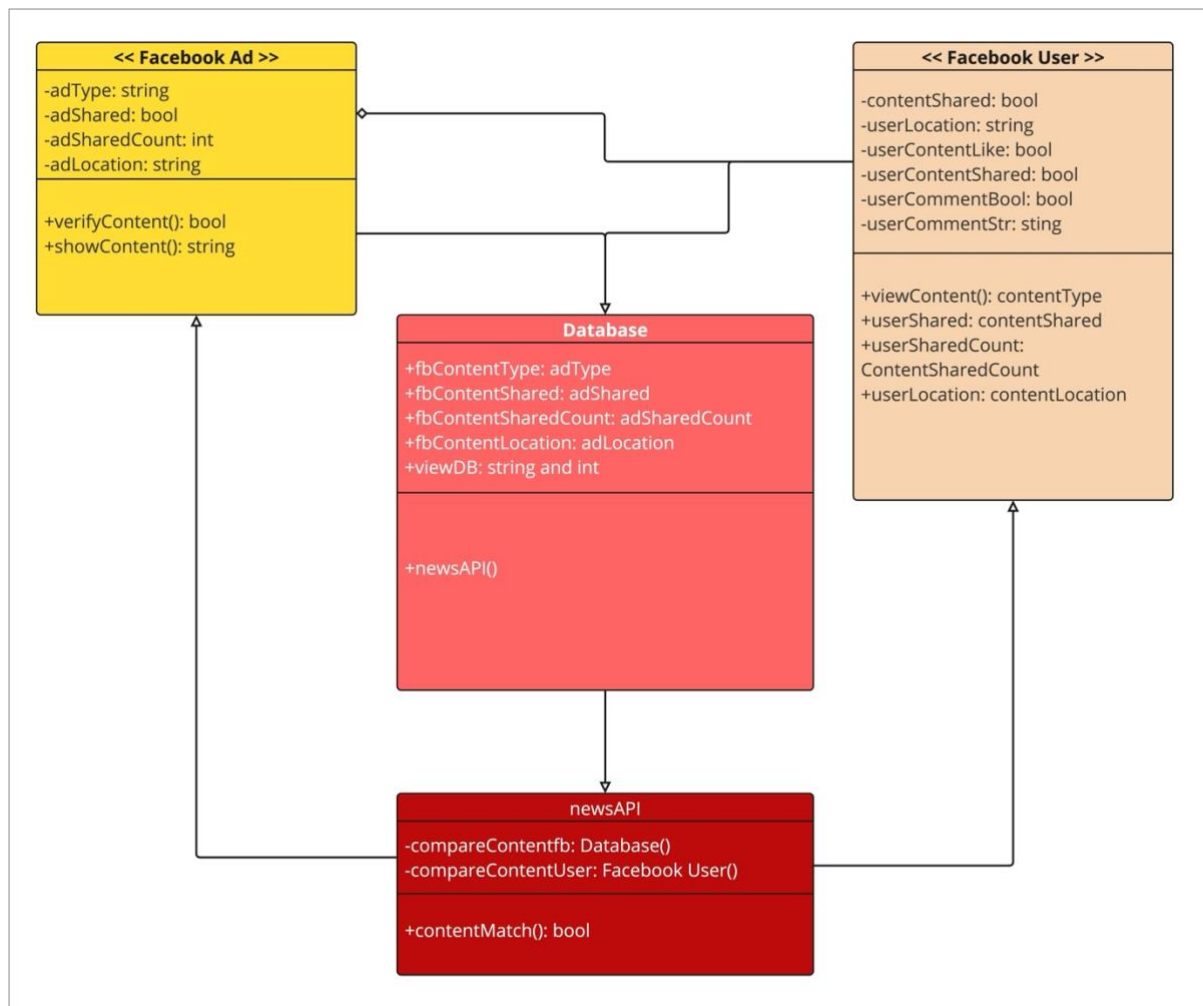 << Facebook Ad >>
-adType: string
-adShared: bool
-adSharedCount: int
-adLocation: string
+verifyContent(): bool
+showContent(): string
<< Facebook User >>
-contentShared: bool
-userLocation: string
-userContentLike: bool
-userContentShared: bool
-userCommentBool: bool
-userCommentStr: sting
+viewContent(): contentType
+userShared: contentShared
+userSharedCount:
ContentSharedCount
+userLocation: contentLocation
Database
+fbContentType: adType
+fbContentShared: adShared
+fbContentSharedCount: adSharedCount
+fbContentLocation: adLocation
+viewDB: string and int
+newsAPI()
newsAPI
-compareContentfb: Database()
-compareContentUser: Facebook User()
+contentMatch(): bool